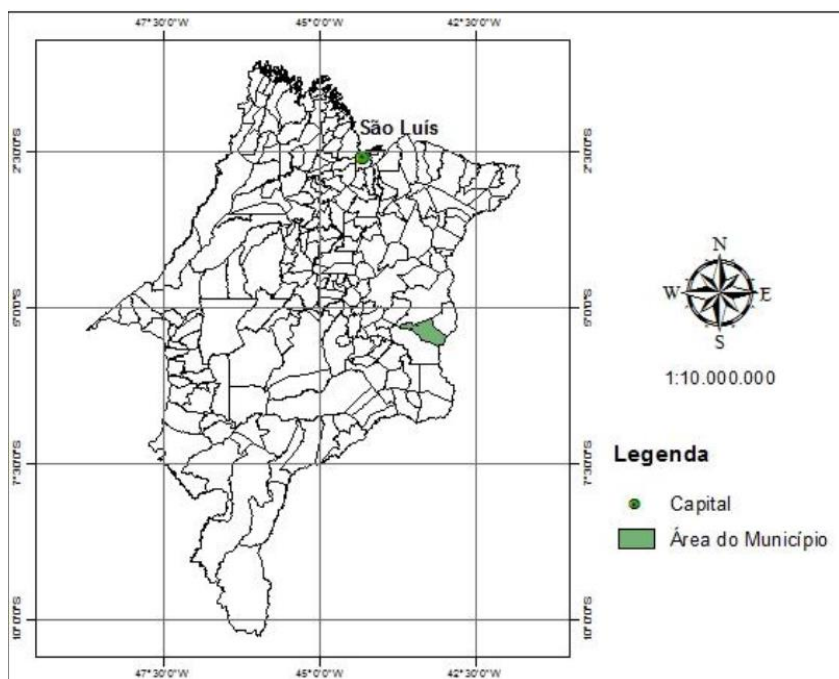 47°30'0"W 45°0'0"W 42°30'0"W
São Luís
2°30'0"S 2°30'0"S
5°0'0"S 5°0'0"S
7°30'0"S 7°30'0"S
10°0'0"S 10°0'0"S
47°30'0"W 45°0'0"W 42°30'0"W
N
W E
S
1:10.000.000
Legenda
Capital
Área do Município